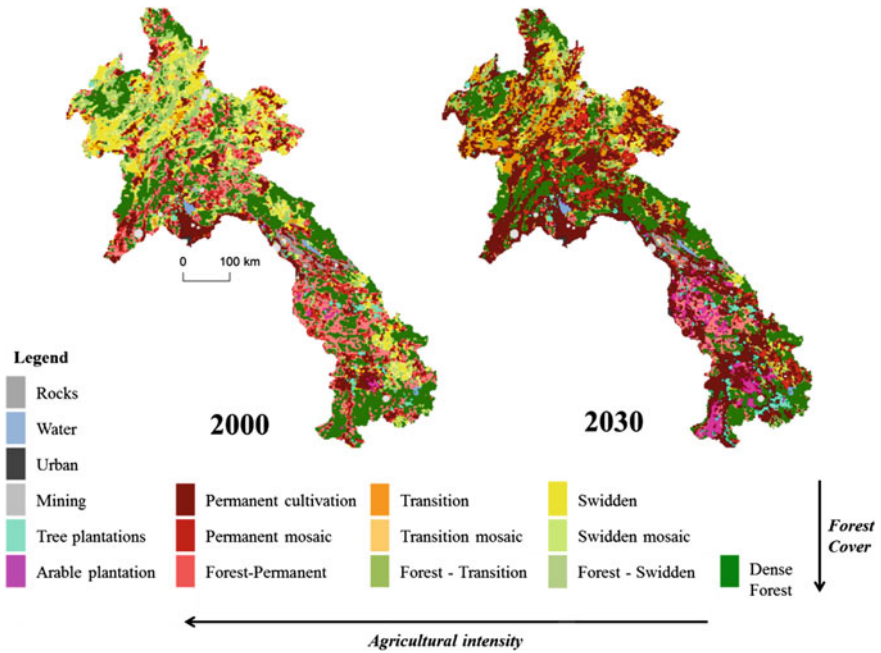 0 100 km
2000
2030
Legend
Rocks
Water
Urban
Mining
Tree plantations
Arable plantation
Permanent cultivation
Permanent mosaic
Forest-Permanent
Transition
Transition mosaic
Forest - Transition
Swidden
Swidden mosaic
Forest - Swidden
Dense
Forest
Forest
Cover
Agricultural intensity